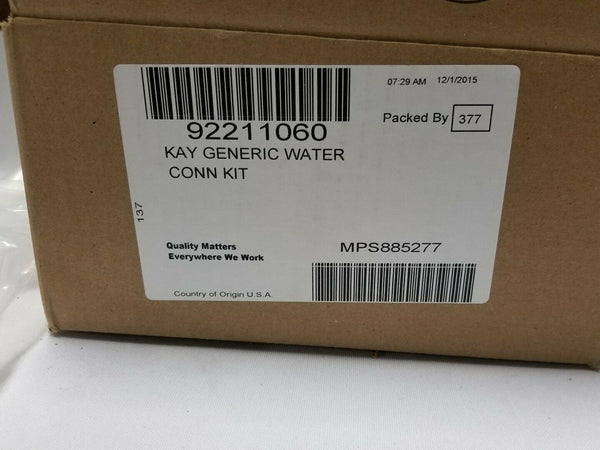 07:29 AM 12/1/2015
92211060
Packed By 377
KAY GENERIC WATER
CONN KIT
137
Quality Matters
Everywhere We Work
MPS885277
Country of Origin U.S.A.